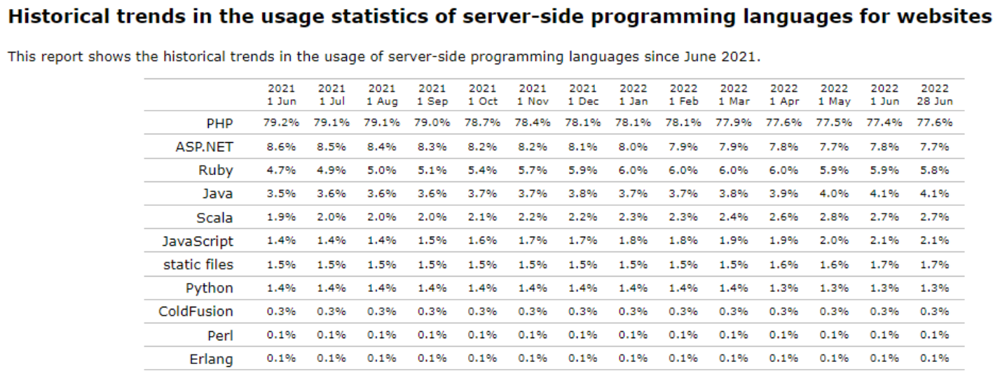 Historical trends in the usage statistics of server-side programming languages for websites
This report shows the historical trends in the usage of server-side programming languages since June 2021.
2021 2021 2021 2021 2021 2021 2021 2022 2022 2022 2022 2022 2022 2022
1 Jun 1 Jul 1 Aug 1 Sep 1 Oct 1 Nov 1 Dec 1 Jan 1 Feb 1 Mar 1 Apr 1 May 1 Jun 28 Jun
PHP 79.2% 79.1% 79.1% 79.0% 78.7% 78.4% 78.1% 78.1% 78.1% 77.9% 77.6% 77.5% 77.4% 77.6%
ASP.NET 8.6% 8.5% 8.4% 8.3% 8.2% 8.2% 8.1% 8.0% 7.9% 7.9% 7.8% 7.7% 7.8% 7.7%
Ruby 4.7% 4.9% 5.0% 5.1% 5.4% 5.7% 5.9% 6.0% 6.0% 6.0% 6.0% 5.9% 5.9% 5.8%
Java 3.5% 3.6% 3.6% 3.6% 3.7% 3.7% 3.8% 3.7% 3.7% 3.8% 3.9% 4.0% 4.1% 4.1%
Scala 1.9% 2.0% 2.0% 2.0% 2.1% 2.2% 2.2% 2.3% 2.3% 2.4% 2.6% 2.8% 2.7% 2.7%
JavaScript 1.4% 1.4% 1.4% 1.5% 1.6% 1.7% 1.7% 1.8% 1.8% 1.9% 1.9% 2.0% 2.1% 2.1%
static files 1.5% 1.5% 1.5% 1.5% 1.5% 1.5% 1.5% 1.5% 1.5% 1.5% 1.6% 1.6% 1.7% 1.7%
Python 1.4% 1.4% 1.4% 1.4% 1.4% 1.4% 1.4% 1.4% 1.4% 1.4% 1.3% 1.3% 1.3% 1.3%
ColdFusion 0.3% 0.3% 0.3% 0.3% 0.3% 0.3% 0.3% 0.3% 0.3% 0.3% 0.3% 0.3% 0.3% 0.3%
Perl 0.1% 0.1% 0.1% 0.1% 0.1% 0.1% 0.1% 0.1% 0.1% 0.1% 0.1% 0.1% 0.1% 0.1%
Erlang 0.1% 0.1% 0.1% 0.1% 0.1% 0.1% 0.1% 0.1% 0.1% 0.1% 0.1% 0.1% 0.1% 0.1%